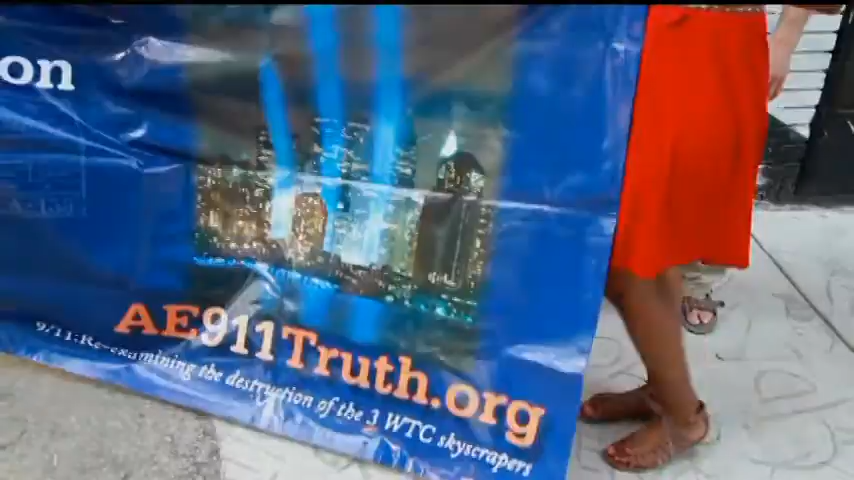 on
AE911Truth.org
9/11: Re-examining the destruction of the 3 WTC skyscrapers